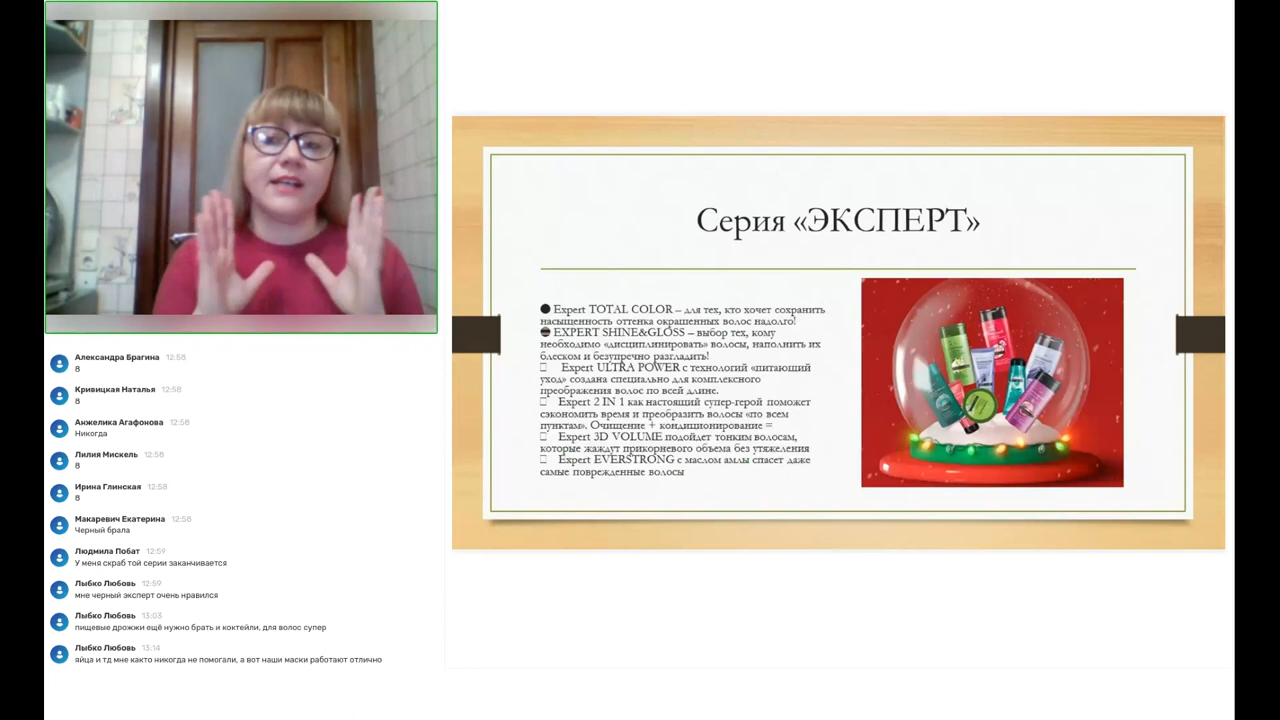 Александра Брагина 12:58
8
Кривицкая Наталья 12:58
8
Анжелика Агафонова 12:58
Никогда
Лилия Мискель 12:58
8
Ирина Глинская 12:58
8
Макаревич Екатерина 12:58
Черный брала
Людмила Побат 12:59
У меня скраб той серии заканчивается
Лыбко Любовь 12:59
мне черный эксперт очень нравился
Лыбко Любовь 13:03
пищевые дрожжи ещё нужно брать и коктейли, для волос супер
Лыбко Любовь 13:14
яйца и тд мне както никогда не помогали, а вот наши маски работают отлично
Серия «ЭКСПЕРТ»
Expert TOTAL COLOR – для тех, кто хочет сохранить
насыщенность оттенка окрашенных волос надолго!
EXPERT SHINE&GLOSS – выбор тех, кому
необходимо «дисциплинировать» волосы, наполнить их
блеском и безупречно разгладить!
Expert ULTRA POWER с технологий «питающий
уход» создана специально для комплексного
преображения волос по всей длине.
Expert 2 IN 1 как настоящий супер-герой поможет
сэкономить время и преобразить волосы «по всем
пунктам». Очищение + кондиционирование =
Expert 3D VOLUME подойдет тонким волосам,
которые жаждут прикорневого объема без утяжеления
Expert EVERSTRONG с маслом амлы спасет даже
самые поврежденные волосы